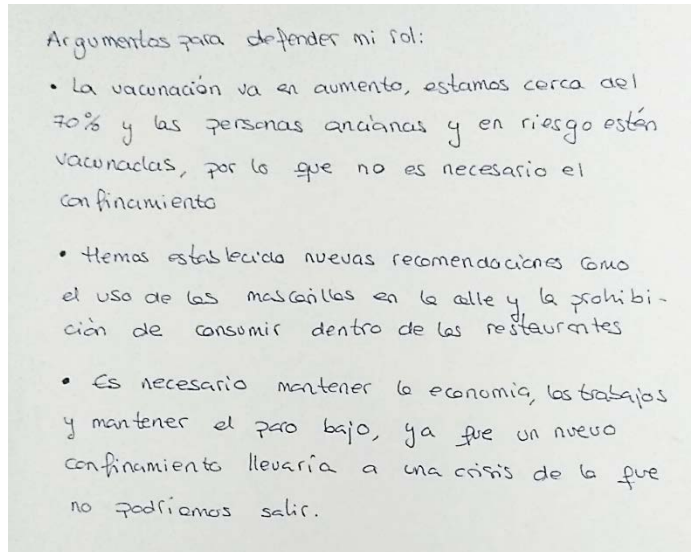 Argumentos para defender mi rol:
• La vacunación va en aumento, estamos cerca del
70% y las personas ancianas y en riesgo están
vacunadas, por lo que no es necesario el
confinamiento
• Hemos establecido nuevas recomendaciones como
el uso de las mascarillas en la calle y la prohibi-
ción de consumir dentro de los restaurantes
• Es necesario mantener la economia, los trabajos
y mantener el paro bajo, ya que un nuevo
confinamiento llevaría a una crisis de la que
no podríamos salir.